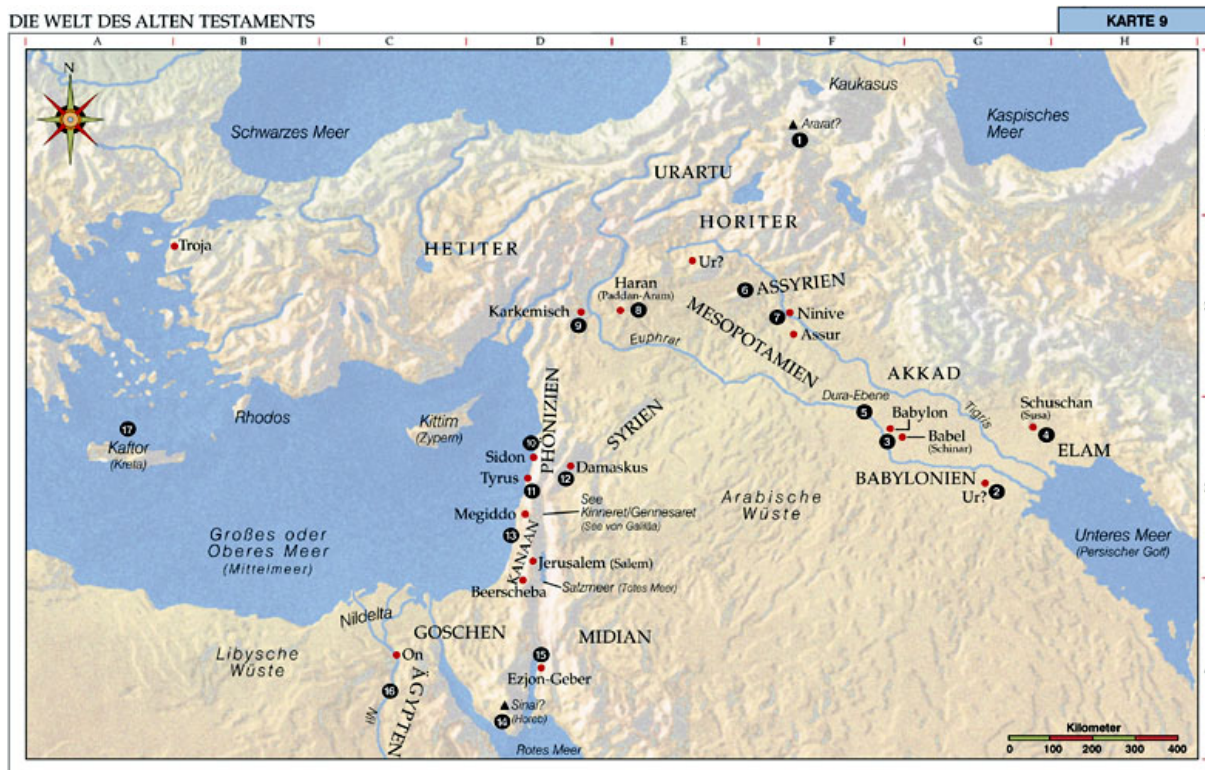 DIE WELT DES ALTEN TESTAMENTS
KARTE 9
A B C D E F G H
N
Kaukasus
Schwarzes Meer
Kaspisches
Meer
Ararat?
1
URARTU
HORITER
Troja
HETITER
Ur?
6 ASSYRIEN
Haran
(Paddan-Aram)
8
Karkemisch
9
7 Ninive
Assur
MESOPOTAMIEN
Euphrat
AKKAD
Dura-Ebene
5
Tigris
Schuschan
(Susa)
4
ELAM
Babylon
3
Babel
(Schinar)
BABYLONIEN
Ur? 2
Rhodos
Kittim
(Zypern)
17
Kaftor
(Kreta)
PHÖNIZIEN
SYRIEN
10
Sidon
Tyrus
11
Damaskus
12
See
Kinneret/Gennesaret
(See von Galiläa)
Megiddo
13
KANAAN
Arabische
Wüste
Großes oder
Oberes Meer
(Mittelmeer)
Unteres Meer
(Persischer Golf)
Jerusalem (Salem)
Beerscheba
Salzmeer (Totes Meer)
Nildelta
GOSCHEN
MIDIAN
Libysche
Wüste
On
15
Ezjon-Geber
16
ÄGYPTEN
Nil
Sinai?
14 (Horeb)
Rotes Meer
Kilometer
0 100 200 300 400